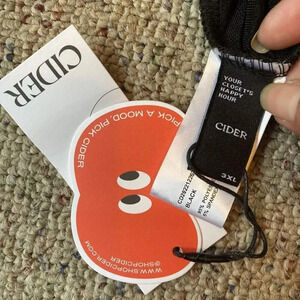 CIDER
PICK A MOOD, PICK CIDER
WWW.SHOPCIDER.COM
@SHOPCIDER
YOUR
CLOSET'S
HAPPY
HOUR
CIDER
3XL
BLACK